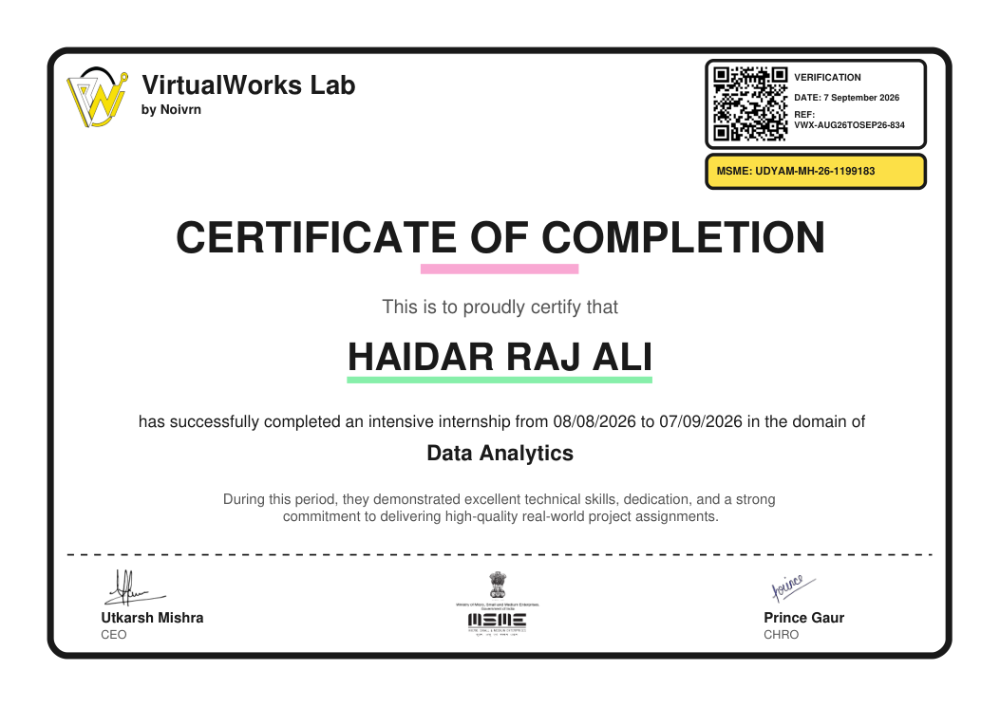 VirtualWorks Lab
by Noivrn
VERIFICATION
DATE: 7 September 2026
REF:
VWX-AUG26TOSEP26-834
MSME: UDYAM-MH-26-1199183
CERTIFICATE OF COMPLETION
This is to proudly certify that
HAIDAR RAJ ALI
has successfully completed an intensive internship from 08/08/2026 to 07/09/2026 in the domain of
Data Analytics
During this period, they demonstrated excellent technical skills, dedication, and a strong
commitment to delivering high-quality real-world project assignments.
Utkarsh Mishra
CEO
Ministry of Micro, Small and Medium Enterprises,
Government of India
MSME
MICRO, SMALL & MEDIUM ENTERPRISES
Prince
Prince Gaur
CHRO